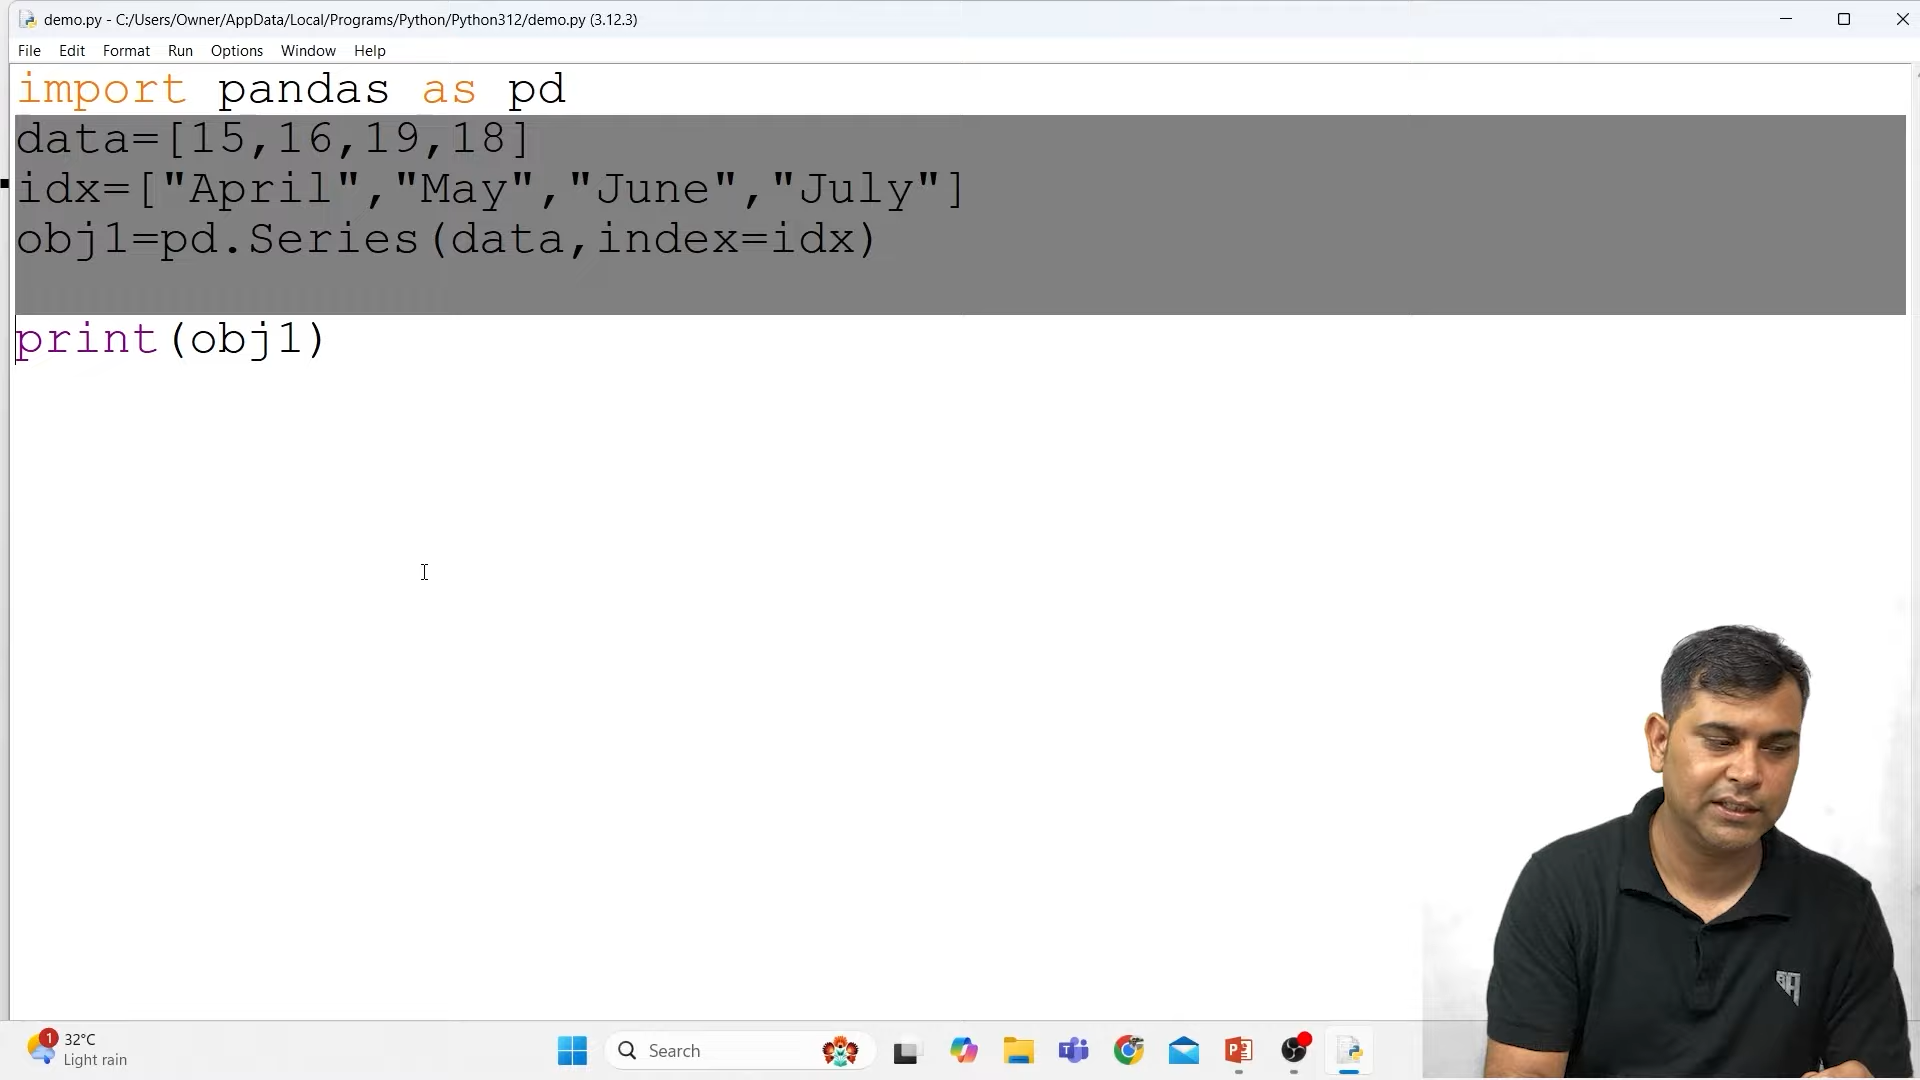 demo.py - C:/Users/Owner/AppData/Local/Programs/Python/Python312/demo.py (3.12.3)
File Edit Format Run Options Window Help
import pandas as pd
data=[15,16,19,18]
idx=["April","May","June","July"]
obj1=pd.Series(data,index=idx)
print(obj1)
1
32°C
Light rain
Search